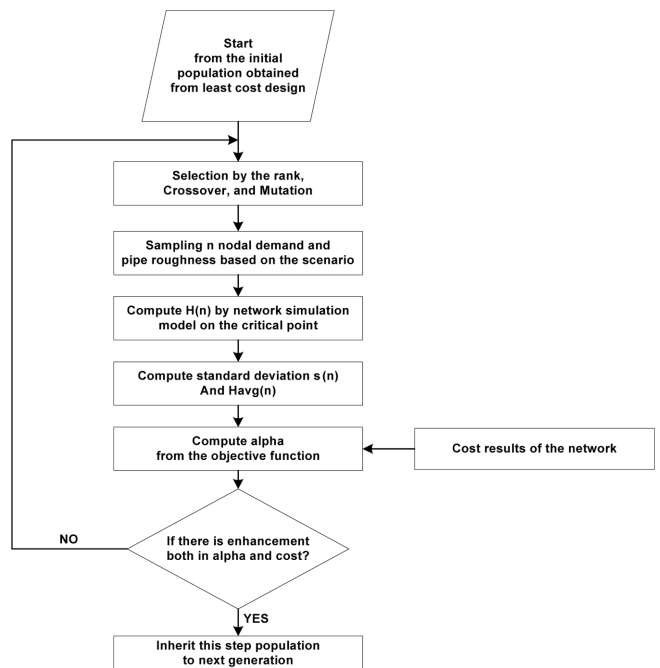 Start
from the initial
population obtained
from least cost design
Selection by the rank,
Crossover, and Mutation
Sampling n nodal demand and
pipe roughness based on the scenario
Compute H(n) by network simulation
model on the critical point
Compute standard deviation s(n)
And Havg(n)
Compute alpha
from the objective function
Cost results of the network
If there is enhancement
both in alpha and cost?
NO
YES
Inherit this step population
to next generation